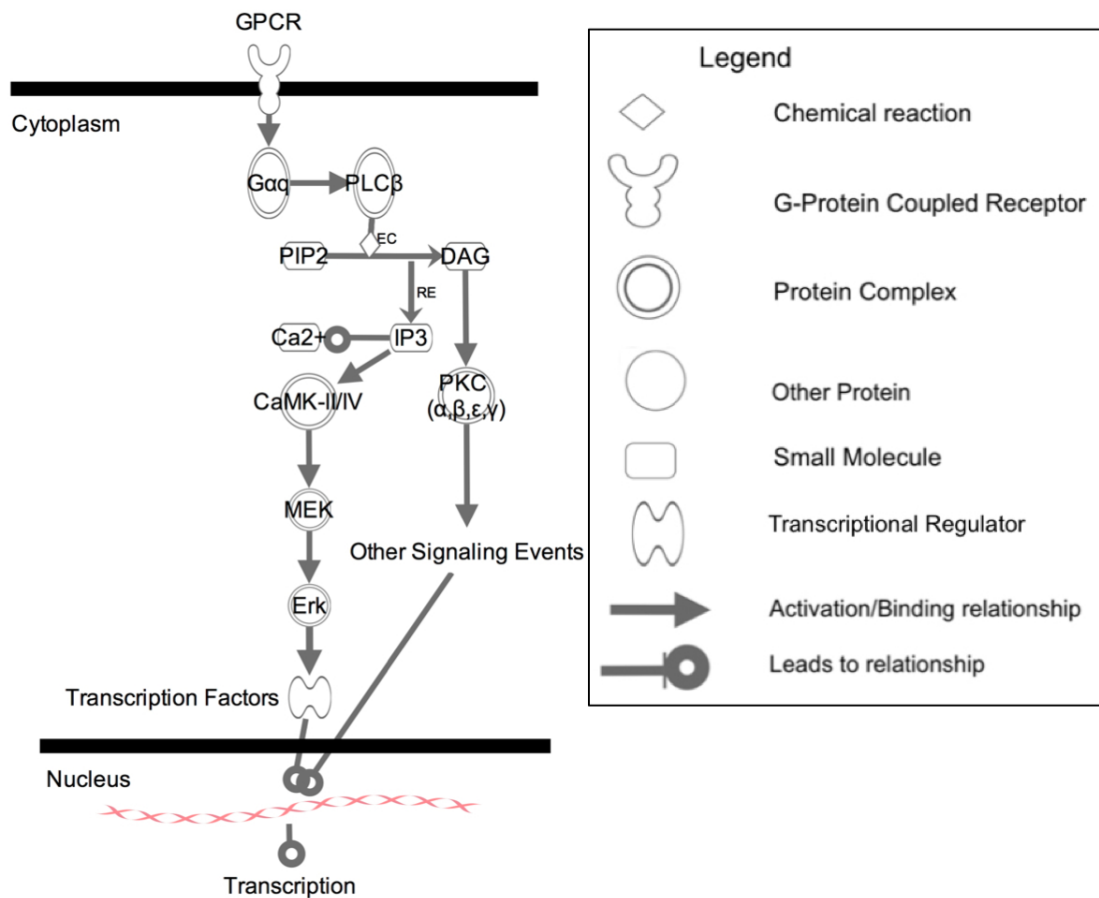 GPCR
Cytoplasm
Gαq
PLCβ
EC
PIP2
DAG
RE
Ca2+
IP3
CaMK-II/IV
PKC
(α,β,ε,γ)
MEK
Other Signaling Events
Erk
Transcription Factors
Nucleus
Transcription
Legend
Chemical reaction
G-Protein Coupled Receptor
Protein Complex
Other Protein
Small Molecule
Transcriptional Regulator
Activation/Binding relationship
Leads to relationship